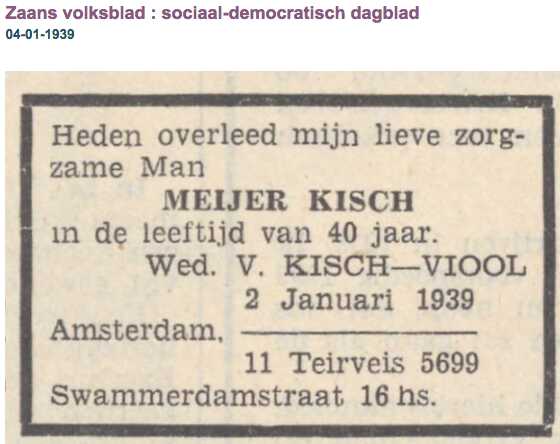 Zaans volksblad : sociaal-democratisch dagblad
04-01-1939
Heden overleed mijn lieve zorg-
zame Man
MEIJER KISCH
in de leeftijd van 40 jaar.
Wed. V. KISCH—VIOOL
2 Januari 1939
Amsterdam,
11 Teirveis 5699
Swammerdamstraat 16 hs.